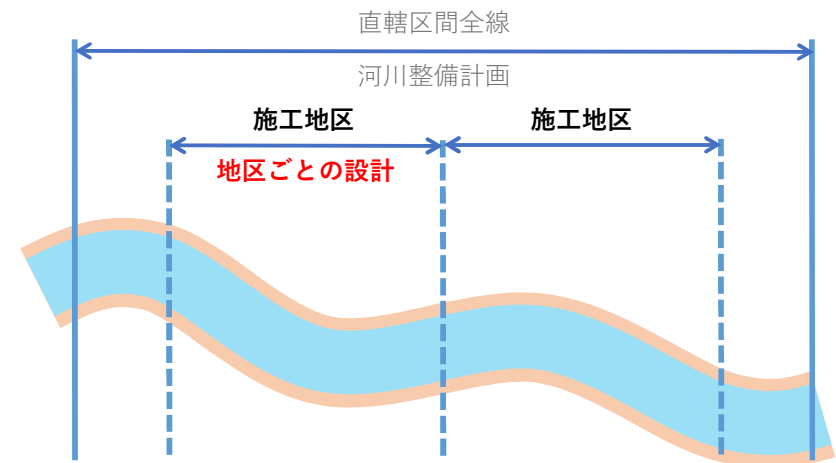 直轄区間全線
河川整備計画
施工地区
施工地区
地区ごとの設計